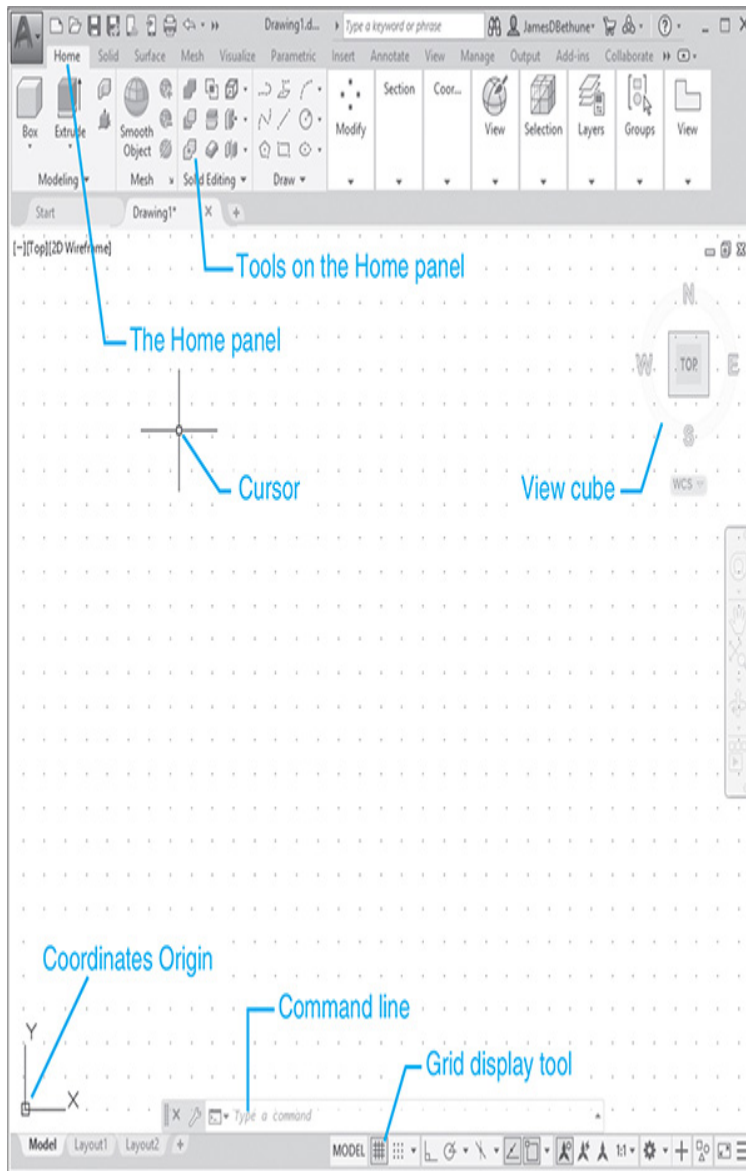 A
Drawing1.d...
Type a keyword or phrase
JamesDBethune
?
Home Solid Surface Mesh Visualize Parametric Insert Annotate View Manage Output Add-ins Collaborate
Box
Extrude
Smooth
Object
Modify
Section
Coor...
View
Selection
Layers
Groups
View
Modeling
Mesh
Solid Editing
Draw
Start
Drawing1*
[−][Top][2D Wireframe]
Tools on the Home panel
The Home panel
N
W
TOP
E
S
WCS
Cursor
View cube
Coordinates Origin
Command line
Grid display tool
Y
X
Type a command
Model Layout1 Layout2 +
MODEL
1:1